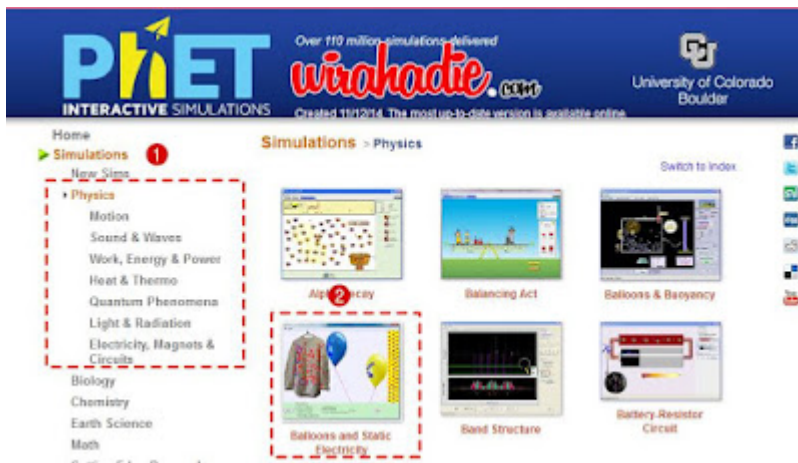 PhET
INTERACTIVE SIMULATIONS
Over 110 million simulations delivered
wirahadie.com
Created 11/12/14. The most up-to-date version is available online.
University of Colorado
Boulder
Home
Simulations
1
New Sims
Physics
Motion
Sound & Waves
Work, Energy & Power
Heat & Thermo
Quantum Phenomena
Light & Radiation
Electricity, Magnets &
Circuits
Biology
Chemistry
Earth Science
Math
Simulations > Physics
Switch to Index
Alpha Decay
2
Balancing Act
Balloons & Buoyancy
Balloons and Static
Electricity
Band Structure
Battery-Resistor
Circuit